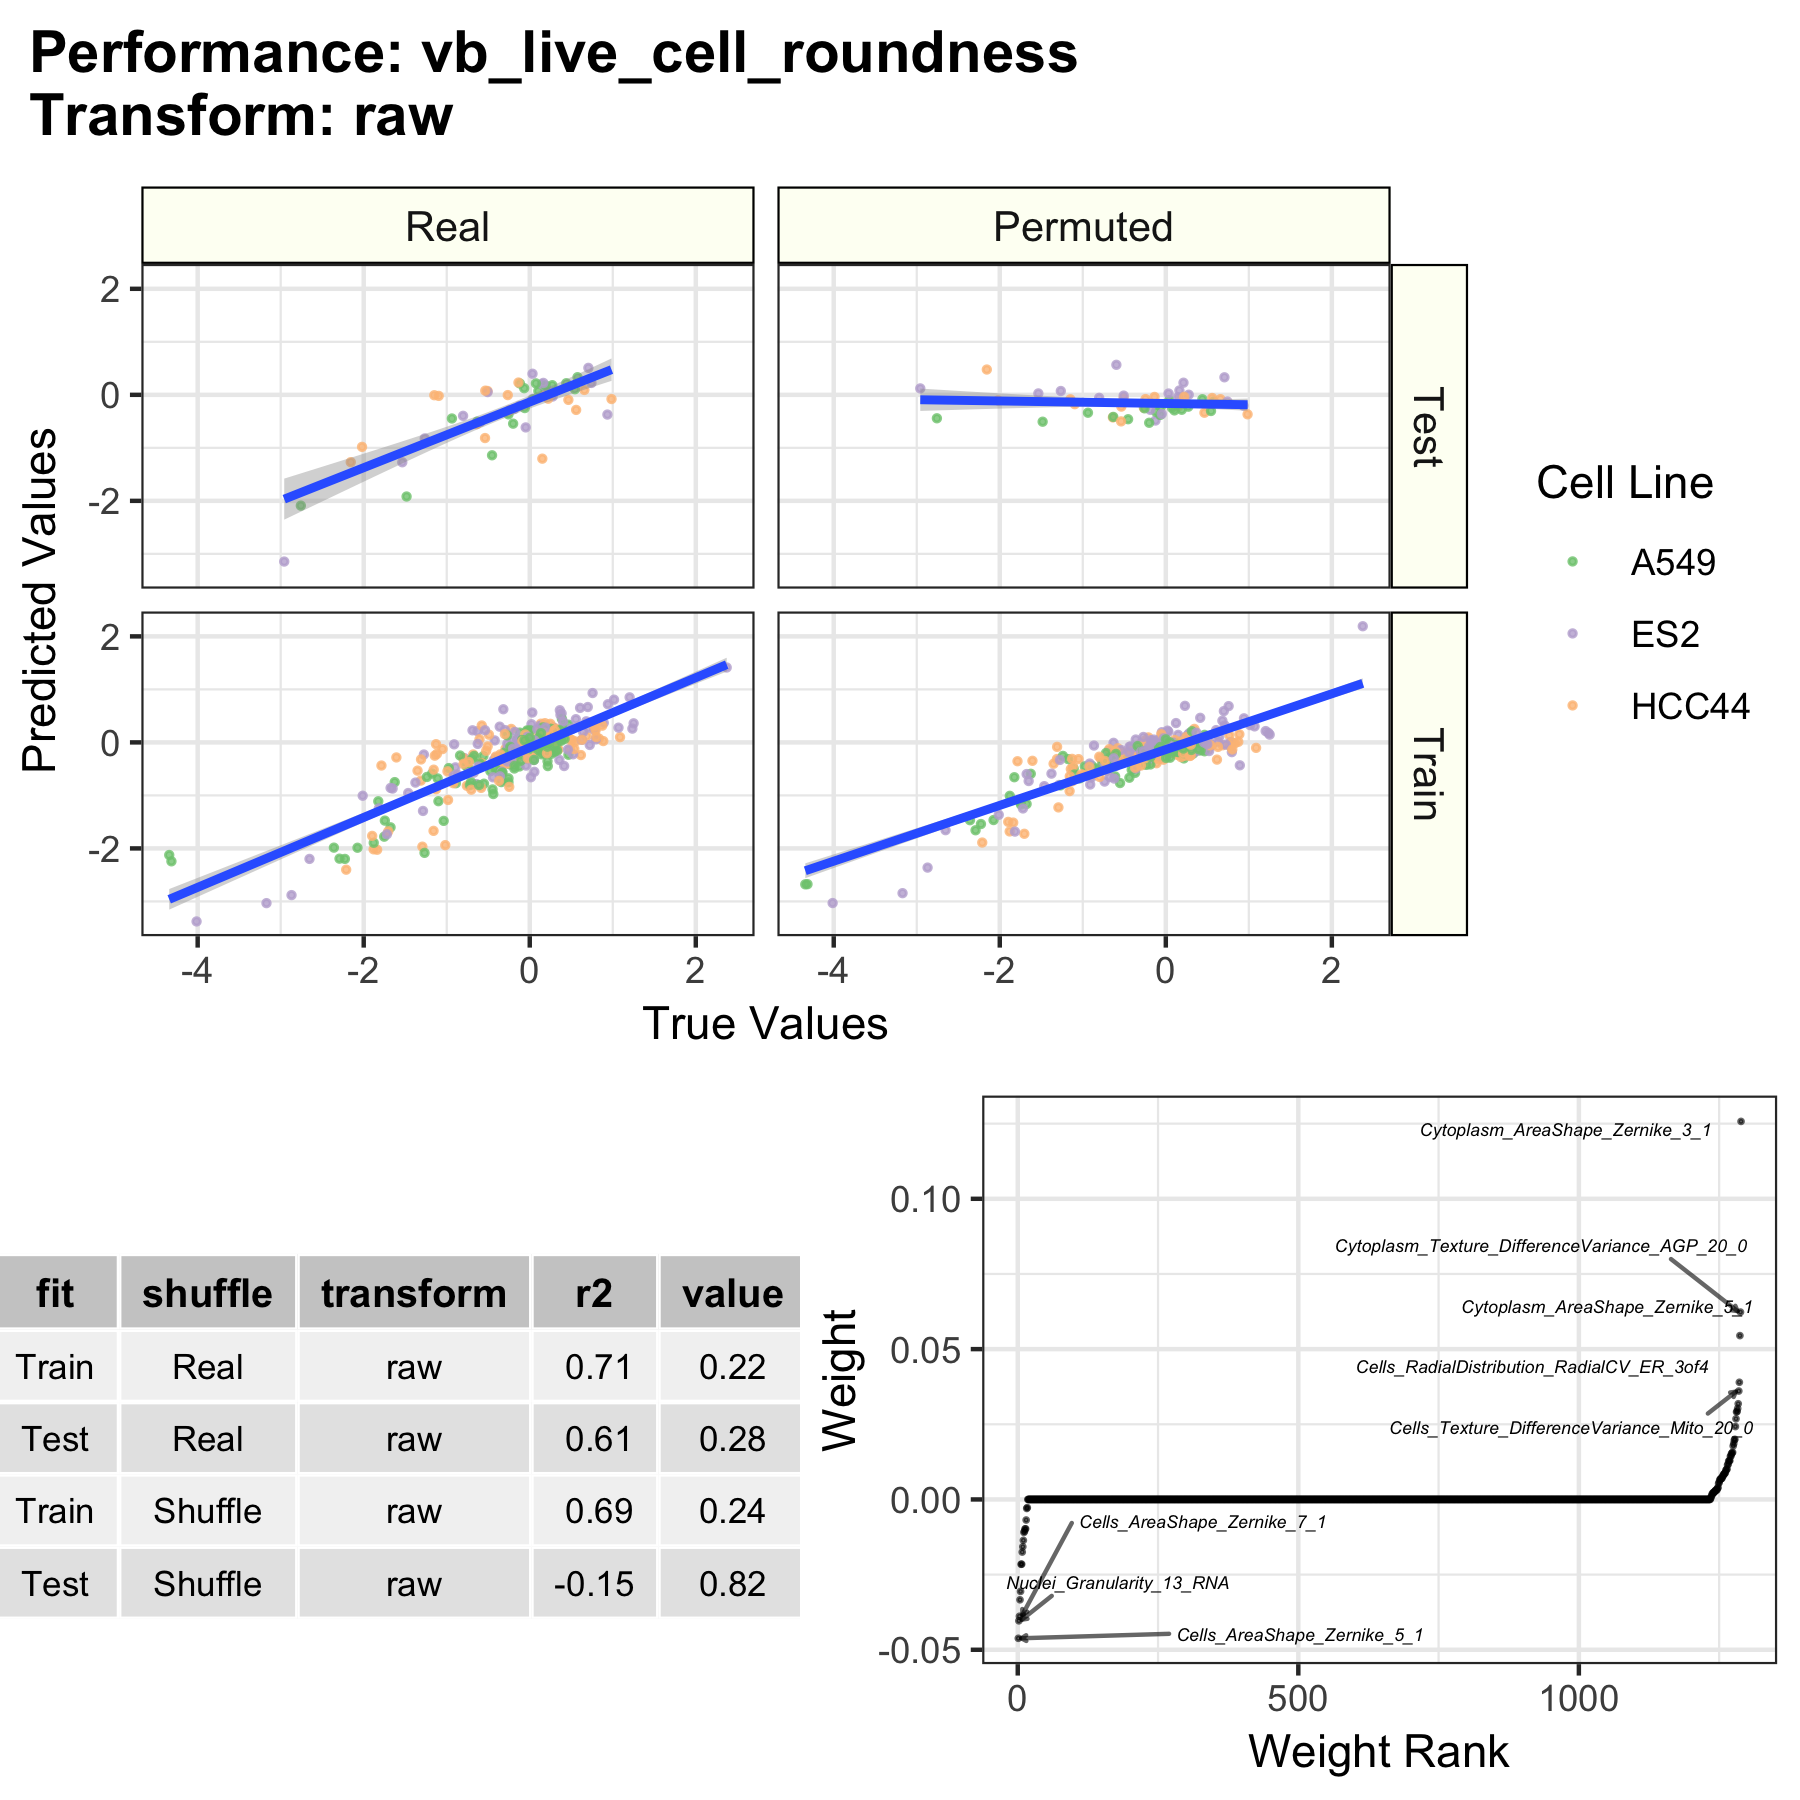 Performance: vb_live_cell_roundness
Transform: raw
Real
Permuted
2
0
-2
Test
2
0
-2
Train
Predicted Values
-4
-2
0
2
-4
-2
0
2
True Values
Cell Line
A549
ES2
HCC44
fit shuffle transform r2 value
Train Real raw 0.71 0.22
Test Real raw 0.61 0.28
Train Shuffle raw 0.69 0.24
Test Shuffle raw -0.15 0.82
Weight
0.10
0.05
0.00
-0.05
Cytoplasm_AreaShape_Zernike_3_1
Cytoplasm_Texture_DifferenceVariance_AGP_20_0
Cytoplasm_AreaShape_Zernike_5_1
Cells_RadialDistribution_RadialCV_ER_3of4
Cells_Texture_DifferenceVariance_Mito_20_0
Cells_AreaShape_Zernike_7_1
Nuclei_Granularity_13_RNA
Cells_AreaShape_Zernike_5_1
0
500
1000
Weight Rank